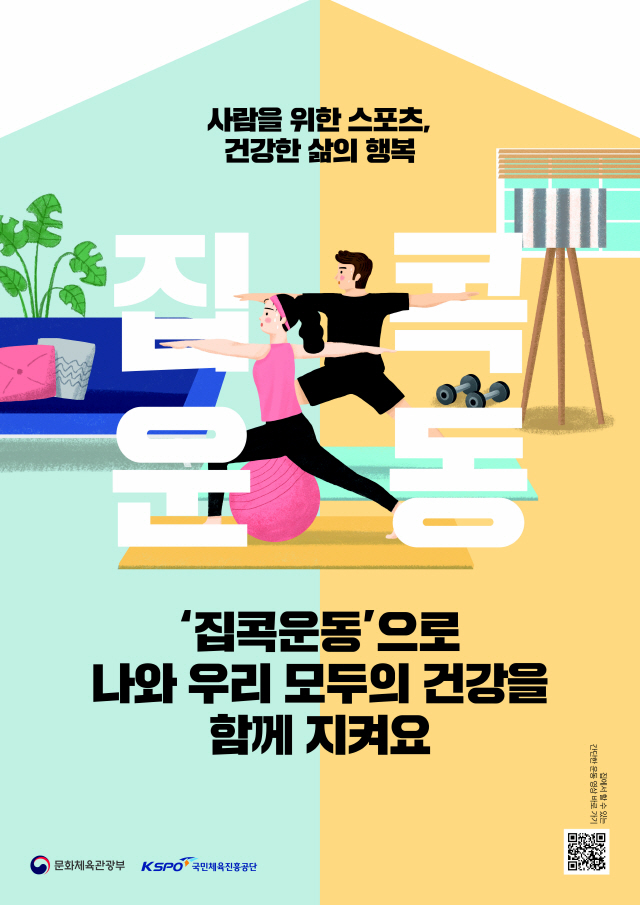 사람을 위한 스포츠,
건강한 삶의 행복
집콕
운동
‘집콕운동’으로
나와 우리 모두의 건강을
함께 지켜요
집에서 할 수 있는
간단한 운동 영상 바로 가기
문화체육관광부
KSPO 국민체육진흥공단